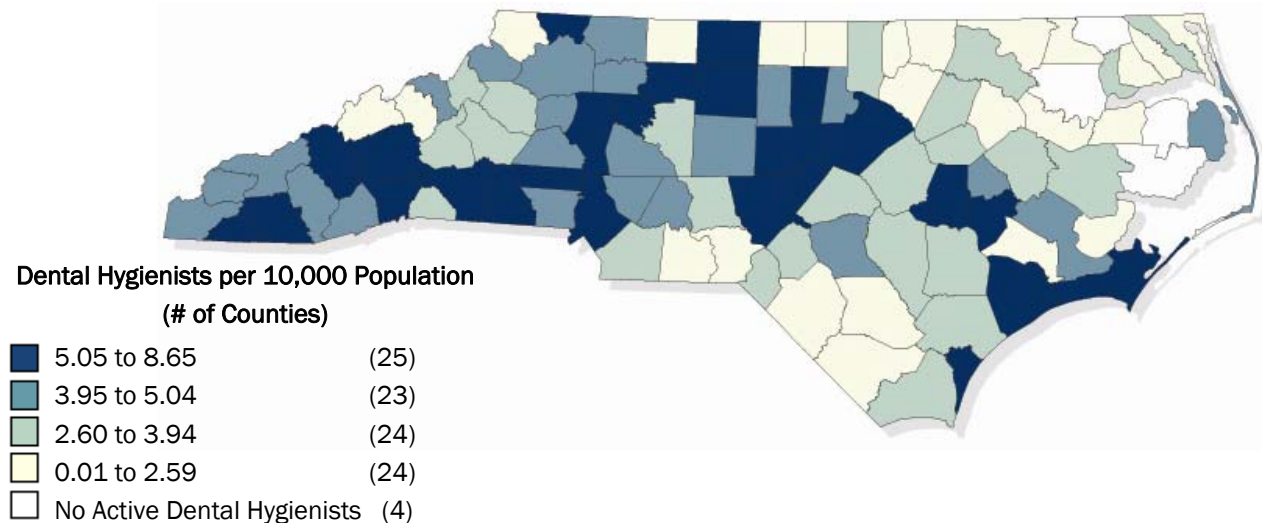 Dental Hygienists per 10,000 Population
(# of Counties)
5.05 to 8.65 (25)
3.95 to 5.04 (23)
2.60 to 3.94 (24)
0.01 to 2.59 (24)
No Active Dental Hygienists (4)